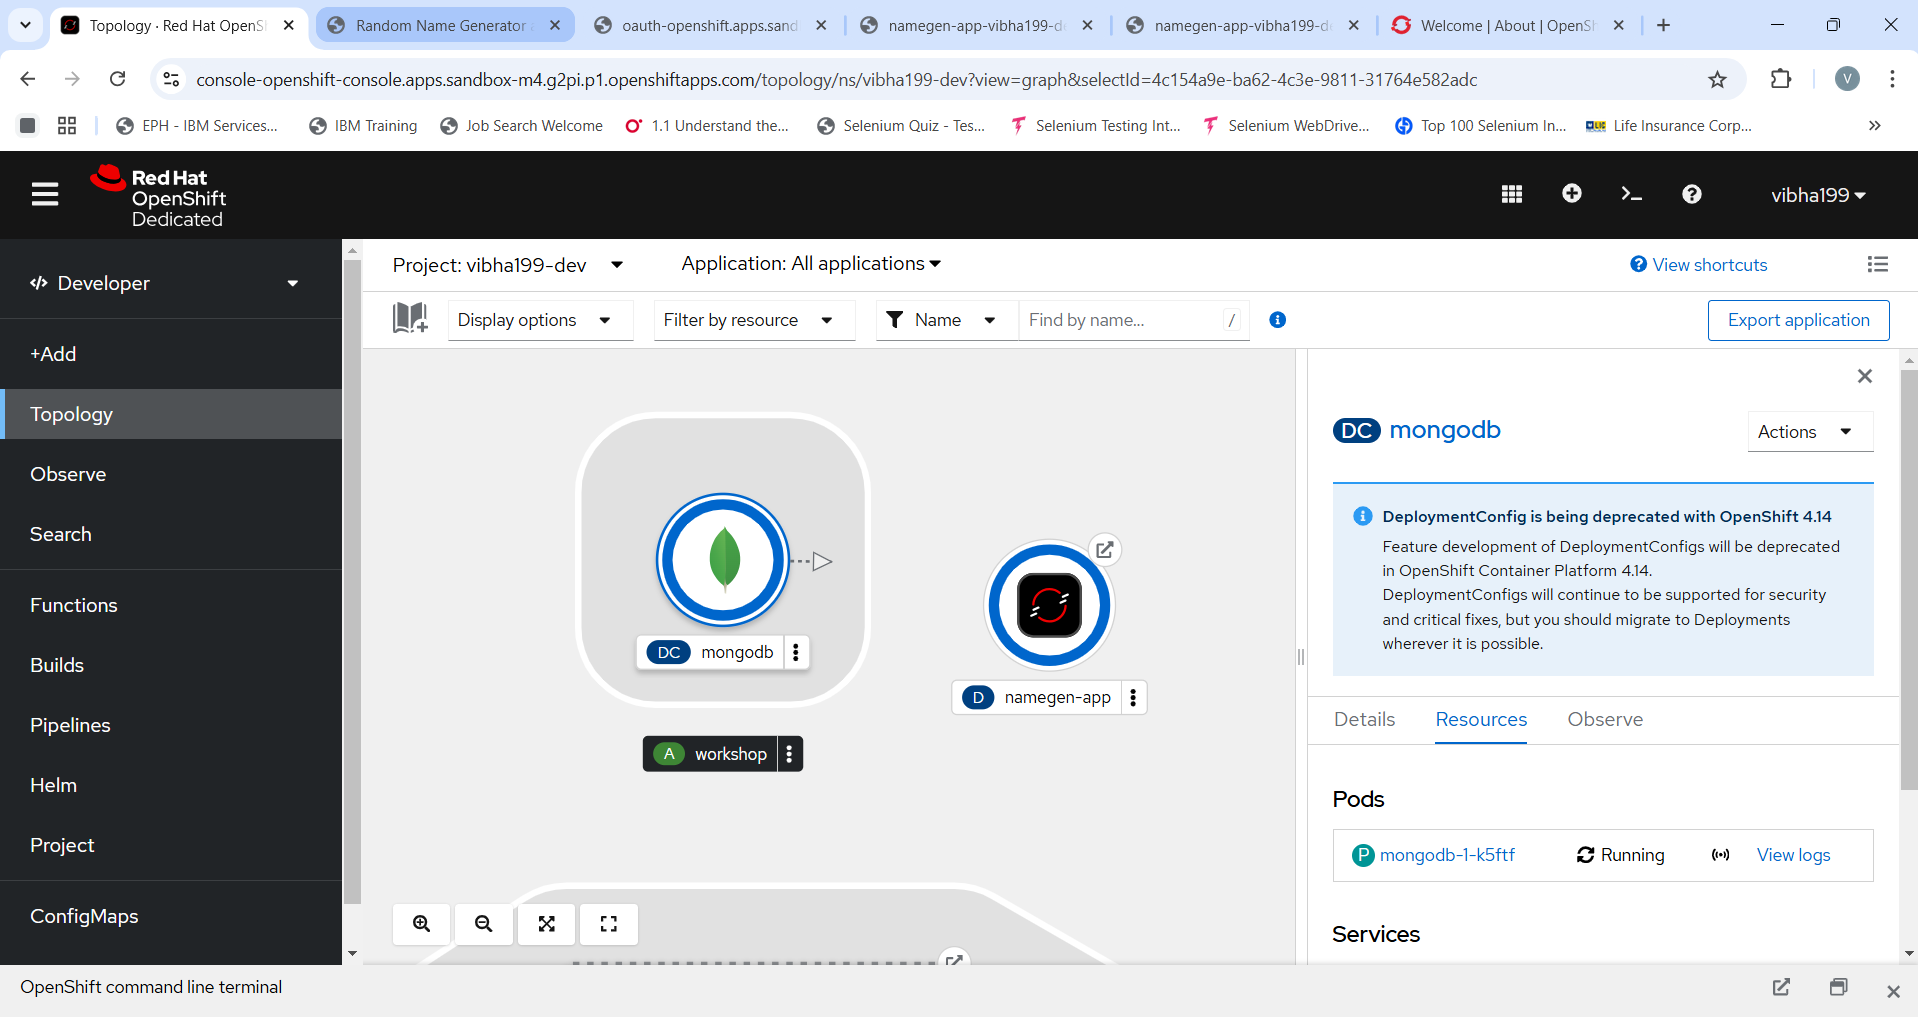 Topology · Red Hat OpenS
Random Name Generator a
oauth-openshift.apps.sand
namegen-app-vibha199-de
namegen-app-vibha199-de
Welcome | About | OpenSh
console-openshift-console.apps.sandbox-m4.g2pi.p1.openshiftapps.com/topology/ns/vibha199-dev?view=graph&selectId=4c154a9e-ba62-4c3e-9811-31764e582adc
V
EPH - IBM Services...
IBM Training
Job Search Welcome
1.1 Understand the...
Selenium Quiz - Tes...
Selenium Testing Int...
Selenium WebDrive...
Top 100 Selenium In...
LIC
Life Insurance Corp...
»
Red Hat
OpenShift
Dedicated
vibha199
</> Developer
+Add
Topology
Observe
Search
Functions
Builds
Pipelines
Helm
Project
ConfigMaps
Project: vibha199-dev
Application: All applications
View shortcuts
Display options
Filter by resource
Name
Find by name...
/
Export application
DC mongodb
D namegen-app
A workshop
DC mongodb
Actions
DeploymentConfig is being deprecated with OpenShift 4.14
Feature development of DeploymentConfigs will be deprecated
in OpenShift Container Platform 4.14.
DeploymentConfigs will continue to be supported for security
and critical fixes, but you should migrate to Deployments
wherever it is possible.
Details
Resources
Observe
Pods
P mongodb-1-k5ftf
Running
View logs
Services
OpenShift command line terminal